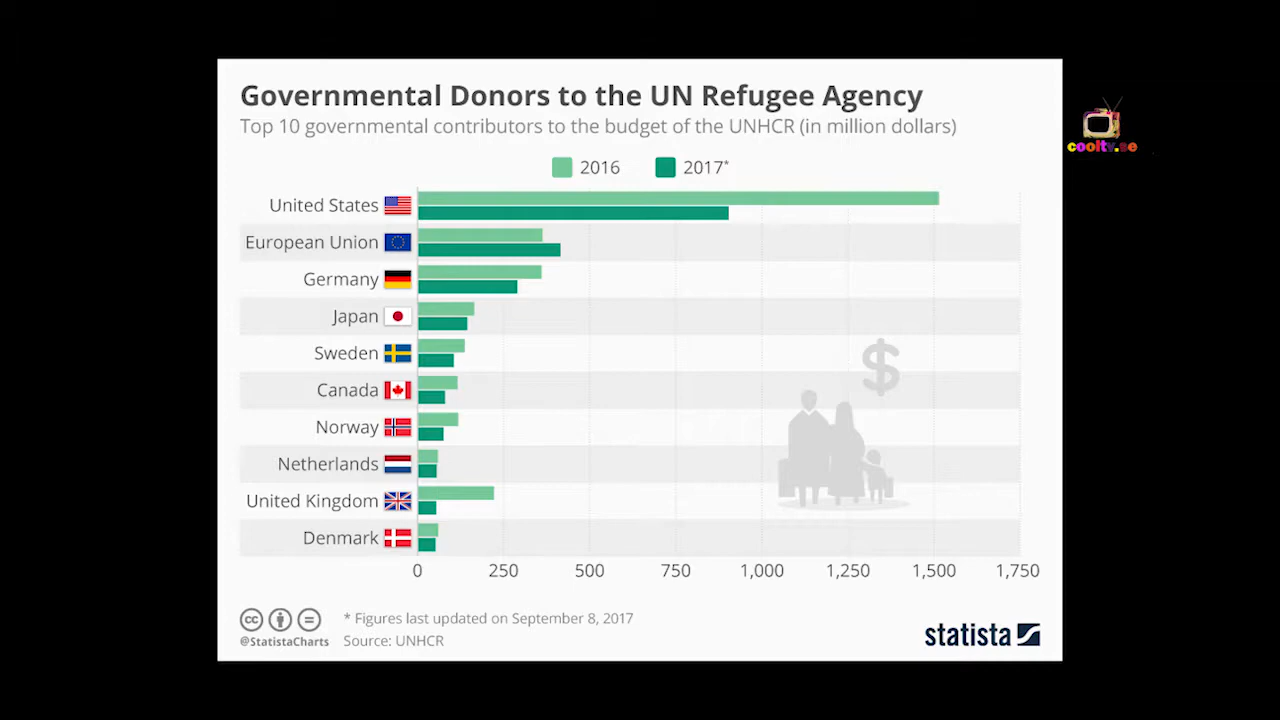 Governmental Donors to the UN Refugee Agency
Top 10 governmental contributors to the budget of the UNHCR (in million dollars)
cooltv.se
2016 2017*
United States
European Union
Germany
Japan
Sweden
$
Canada
Norway
Netherlands
United Kingdom
Denmark
0 250 500 750 1,000 1,250 1,500 1,750
cc
* Figures last updated on September 8, 2017
@StatistaCharts
Source: UNHCR
statista